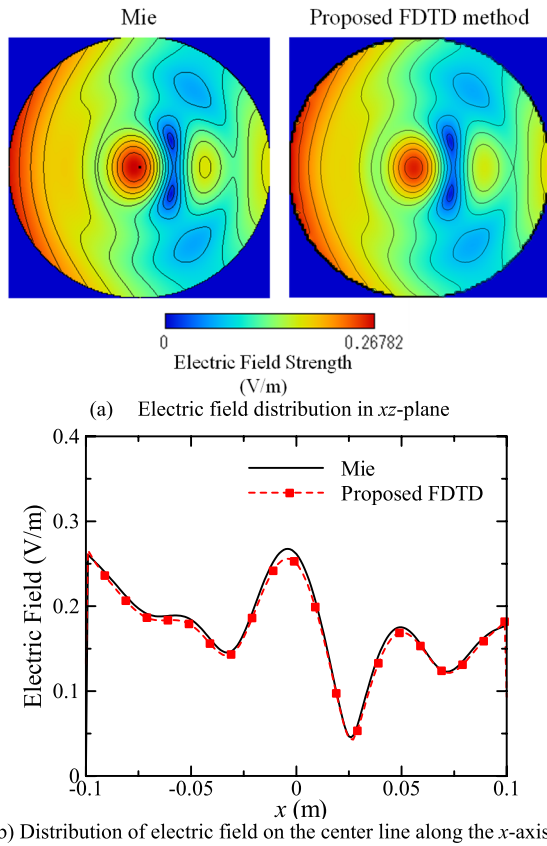 Mie Proposed FDTD method
0 0.26782
Electric Field Strength
(V/m)
(a) Electric field distribution in xz-plane
0.4
Mie
Proposed FDTD
0.3
0.2
0.1
0
Electric Field (V/m)
-0.1 -0.05 0 0.05 0.1
x (m)
) Distribution of electric field on the center line along the x-axis